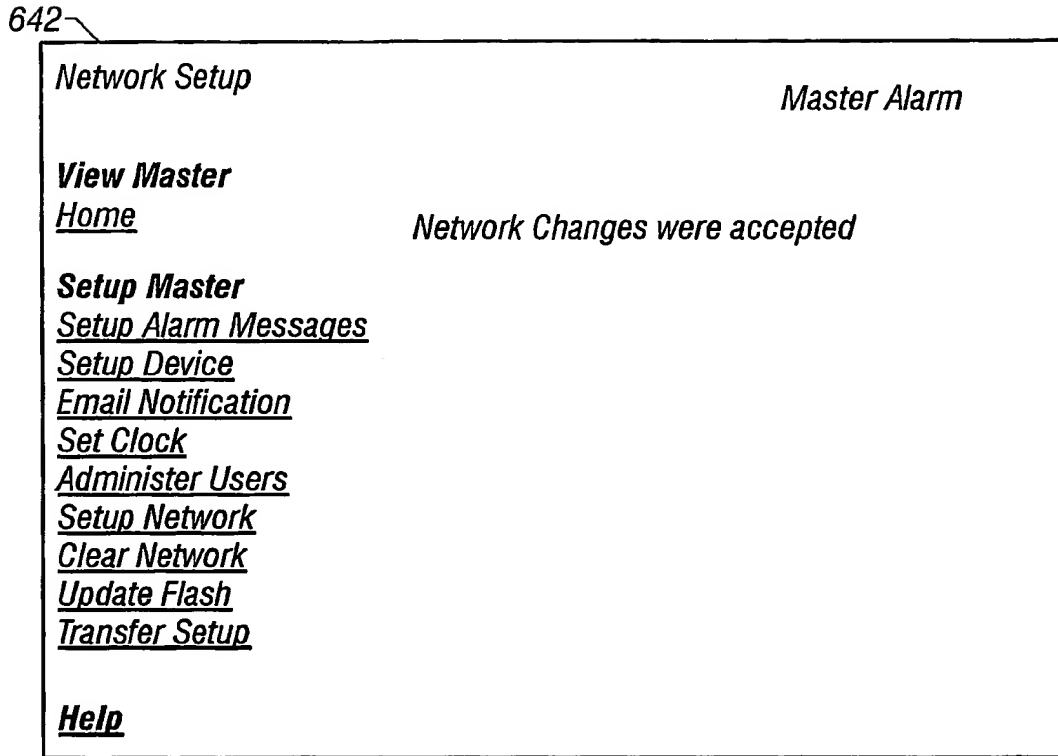 642
Network Setup
Master Alarm
View Master
Home
Network Changes were accepted
Setup Master
Setup Alarm Messages
Setup Device
Email Notification
Set Clock
Administer Users
Setup Network
Clear Network
Update Flash
Transfer Setup
Help